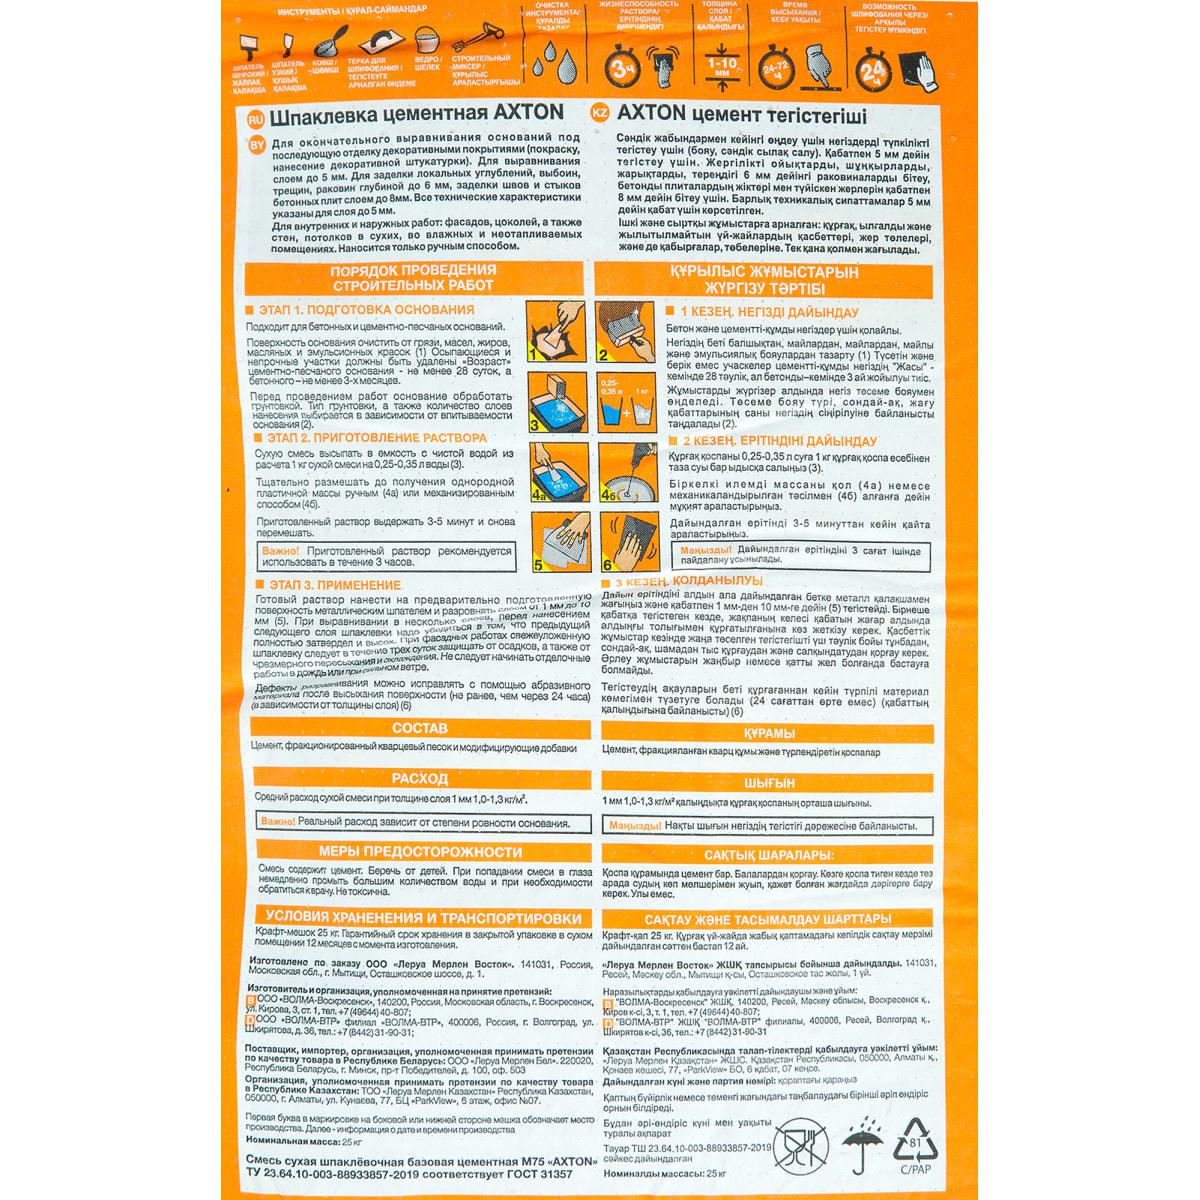 ИНСТРУМЕНТЫ / ҚҰРАЛ-САЙМАНДАР
ШПАТЕЛЬ
ШИРОКИЙ /
ЖАЛПАҚ
ҚАЛАҚША
ШПАТЕЛЬ
УЗКИЙ /
ҚУШЫҚ
ҚАЛАҚША
КОВШ /
ШӨМІШ
ТЕРКА ДЛЯ
ШЛИФОВАНИЯ /
ТЕГІСТЕУГЕ
АРНАЛҒАН ӨҢДЕМЕ
ВЕДРО /
ШЕЛЕК
СТРОИТЕЛЬНЫЙ
МИКСЕР /
ҚҰРЫЛЫС
АРАЛАСТЫРҒЫШЫ
ОЧИСТКА
ИНСТРУМЕНТА/
ҚҰРАЛДЫ
ТАЗАЛАУ
ЖИЗНЕСПОСОБНОСТЬ
РАСТВОРА/
ЕРІТІНДІНІҢ
ӨМІРШЕҢДІГІ
3 Ч
ТОЛЩИНА
СЛОЯ /
ҚАБАТ
ҚАЛЫҢДЫҒЫ
1-10
ММ
ВРЕМЯ
ВЫСЫХАНИЯ /
КЕБУ УАҚЫТЫ
24-72
Ч
ВОЗМОЖНОСТЬ
ШЛИФОВАНИЯ ЧЕРЕЗ/
АРҚЫЛЫ
ТЕГІСТЕУ МҮМКІНДІГІ
24
Ч
RU Шпаклевка цементная AXTON
BY Для окончательного выравнивания оснований под
последующую отделку декоративными покрытиями (покраску,
нанесение декоративной штукатурки). Для выравнивания
слоем до 5 мм. Для заделки локальных углублений, выбоин,
трещин, раковин глубиной до 6 мм, заделки швов и стыков
бетонных плит слоем до 8мм. Все технические характеристики
указаны для слоя до 5 мм.
Для внутренних и наружных работ: фасадов, цоколей, а также
стен, потолков в сухих, во влажных и неотапливаемых
помещениях. Наносится только ручным способом.
KZ AXTON цемент тегістегіші
Сәндік жабындармен кейінгі өңдеу үшін негіздерді түпкілікті
тегістеу үшін (бояу, сәндік сылақ салу). Қабатпен 5 мм дейін
тегістеу үшін. Жергілікті ойықтарды, шұңқырларды,
жарықтарды, тереңдігі 6 мм дейінгі раковиналарды бітеу,
бетонды плиталардың жіктері мен түйіскен жерлерін қабатпен
8 мм дейін бітеу үшін. Барлық техникалық сипаттамалар 5 мм
дейін қабат үшін көрсетілген.
Ішкі және сыртқы жұмыстарға арналған: құрғақ, ылғалды және
жылытылмайтын үй-жайлардың қасбеттері, жер төлелері,
және де қабырғалар, төбелеріне. Тек қана қолмен жағылады.
ПОРЯДОК ПРОВЕДЕНИЯ
СТРОИТЕЛЬНЫХ РАБОТ
ЭТАП 1. ПОДГОТОВКА ОСНОВАНИЯ
Подходит для бетонных и цементно-песчаных оснований.
Поверхность основания очистить от грязи, масел, жиров,
масляных и эмульсионных красок (1) Осыпающиеся и
непрочные участки должны быть удалены «Возраст»
цементно-песчаного основания - не менее 28 суток, а
бетонного – не менее 3-х месяцев.
Перед проведением работ основание обработать
грунтовкой. Тип грунтовки, а также количество слоев
нанесения выбирается в зависимости от впитываемости
основания (2).
ЭТАП 2. ПРИГОТОВЛЕНИЕ РАСТВОРА
Сухую смесь высыпать в емкость с чистой водой из
расчета 1 кг сухой смеси на 0,25-0,35 л воды (3).
Тщательно размешать до получения однородной
пластичной массы ручным (4а) или механизированным
способом (4б).
Приготовленный раствор выдержать 3-5 минут и снова
перемешать.
Важно! Приготовленный раствор рекомендуется
использовать в течение 3 часов.
1
2
3
0,25-
0,35 л
1 кг
4а
4б
5
6
ҚҰРЫЛЫС ЖҰМЫСТАРЫН
ЖҮРГІЗУ ТӘРТІБІ
1 КЕЗЕҢ. НЕГІЗДІ ДАЙЫНДАУ
Бетон және цементті-құмды негіздер үшін қолайлы.
Негіздің беті балшықтан, майлардан, майлардан, майлы
және эмульсиялық бояулардан тазарту (1) Түсетін және
берік емес учаскелер цементті-құмды негіздің "Жасы" -
кемінде 28 тәулік, ал бетонды–кемінде 3 ай жойылуы тиіс.
Жұмыстарды жүргізер алдында негіз төсеме бояумен
өңделеді. Төсеме бояу түрі, сондай-ақ, жағу
қабаттарының саны негіздің сіңірілуіне байланысты
таңдалады (2).
2 КЕЗЕҢ. ЕРІТІНДІНІ ДАЙЫНДАУ
Құрғақ қоспаны 0,25-0,35 л суға 1 кг құрғақ қоспа есебінен
таза суы бар ыдысқа салыңыз (3).
Біркелкі илемді массаны қол (4а) немесе
механикаландырылған тәсілмен (4б) алғанға дейін
мұқият араластырыңыз.
Дайындалған ерітінді 3-5 минуттан кейін қайта
араластырыңыз.
Маңызды! Дайындалған ерітіндіні 3 сағат ішінде
пайдалану ұсынылады.
ЭТАП 3. ПРИМЕНЕНИЕ
Готовый раствор нанести на предварительно подготовленную
поверхность металлическим шпателем и разровнять слоем от 1 мм до 10
мм (5). При выравнивании в несколько слоев, перед нанесением
следующего слоя шпаклевки надо убедиться в том, что предыдущий
полностью затвердел и высох. При фасадных работах свежеуложенную
шпаклевку следует в течение трех суток защищать от осадков, а также от
чрезмерного пересыхания и охлаждения. Не следует начинать отделочные
работы в дождь или при сильном ветре.
Дефекты разравнивания можно исправлять с помощью абразивного
материала после высыхания поверхности (не ранее, чем через 24 часа)
(в зависимости от толщины слоя) (6)
3 КЕЗЕҢ. ҚОЛДАНЫЛУЫ
Дайын ерітіндіні алдын ала дайындалған бетке металл қалақшамен
жағыңыз және қабатпен 1 мм-ден 10 мм-ге дейін (5) тегістейді. Бірнеше
қабатқа тегістеген кезде, жақпаның келесі қабатын жағар алдында
алдыңғы толығымен құрғатылғанына көз жеткізу керек. Қасбеттік
жұмыстар кезінде жаңа төселген тегістегішті үш тәулік бойы тұнбадан,
сондай-ақ, шамадан тыс құрғаудан және салқындатудан қорғау керек.
Әрлеу жұмыстарын жаңбыр немесе қатты жел болғанда бастауға
болмайды.
Тегістеудің ақауларын беті құрғағаннан кейін түрпілі материал
көмегімен түзетуге болады (24 сағаттан ерте емес) (қабаттың
қалыңдығына байланысты) (6)
СОСТАВ
Цемент, фракционированный кварцевый песок и модифицирующие добавки
ҚҰРАМЫ
Цемент, фракцияланған кварц құмы және түрлендіретін қоспалар
РАСХОД
Средний расход сухой смеси при толщине слоя 1 мм 1,0-1,3 кг/м².
Важно! Реальный расход зависит от степени ровности основания.
ШЫҒЫН
1 мм 1,0-1,3 кг/м² қалыңдықта құрғақ қоспаның орташа шығыны.
Маңызды! Нақты шығын негіздің тегістігі дәрежесіне байланысты.
МЕРЫ ПРЕДОСТОРОЖНОСТИ
Смесь содержит цемент. Беречь от детей. При попадании смеси в глаза
немедленно промыть большим количеством воды и при необходимости
обратиться к врачу. Не токсична.
САҚТЫҚ ШАРАЛАРЫ:
Қоспа құрамында цемент бар. Балалардан қорғау. Көзге қоспа тиген кезде тез
арада судың көп мөлшерімен жуып, қажет болған жағдайда дәрігерге бару
керек. Улы емес.
УСЛОВИЯ ХРАНЕНЕНИЯ И ТРАНСПОРТИРОВКИ
Крафт-мешок 25 кг. Гарантийный срок хранения в закрытой упаковке в сухом
помещении 12 месяцев с момента изготовления.
САҚТАУ ЖӘНЕ ТАСЫМАЛДАУ ШАРТТАРЫ
Крафт-қап 25 кг. Құрғақ үй-жайда жабық қаптамадағы кепілдік сақтау мерзімі
дайындалған сәттен бастап 12 ай.
Изготовлено по заказу ООО «Леруа Мерлен Восток». 141031, Россия,
Московская обл., г. Мытищи, Осташковское шоссе, д. 1.
Изготовитель и организация, уполномоченная на принятие претензий:
В ООО «ВОЛМА-Воскресенск», 140200, Россия, Московская область, г. Воскресенск,
ул. Кирова, 3, ст. 1, тел. +7 (49644) 40-807;
D ООО «ВОЛМА-ВТР» филиал «ВОЛМА-ВТР», 400006, Россия, г. Волгоград, ул.
Шкирятова, д. 36, тел.: +7 (8442) 31-90-31;
Поставщик, импортер, организация, уполномоченная принимать претензии
по качеству товара в Республике Беларусь: ООО «Леруа Мерлен Бел». 220020,
Республика Беларусь, г. Минск, пр-т Победителей, д. 100, оф. 503
Организация, уполномоченная принимать претензии по качеству товара
в Республике Казахстан: ТОО «Леруа Мерлен Казахстан» Республика Казахстан,
050000, г. Алматы, ул. Кунаева, 77, БЦ «ParkView», 6 этаж, офис №07.
Первая буква в маркировке на боковой или нижней стороне мешка обозначает место
производства. Далее - информация о дате и времени производства
Номинальная масса: 25 кг
Смесь сухая шпаклёвочная базовая цементная М75 «AXTON»
ТУ 23.64.10-003-88933857-2019 соответствует ГОСТ 31357
«Леруа Мерлен Восток» ЖШҚ тапсырысы бойынша дайындалды. 141031,
Ресей, Мәскеу обл., Мытищи қ-сы, Осташковское тас жолы, 1 үй.
Наразылықтарды қабылдауға уәкілетті дайындаушы және ұйым:
В "ВОЛМА-Воскресенск" ЖШҚ, 140200, Ресей, Мәскеу облысы, Воскресенск қ.,
Киров к-сі, 3, т. 1, тел. +7 (49644) 40-807;
D "ВОЛМА-ВТР" ЖШҚ "ВОЛМА-ВТР" филиалы, 400006, Ресей, Волгоград қ.,
Шкирятов к-сі, 36, тел.: +7 (8442) 31-90-31
Қазақстан Республикасында талап-тілектерді қабылдауға уәкілетті ұйым:
«Леруа Мерлен Қазақстан» ЖШС. Қазақстан Республикасы, 050000, Алматы қ.,
Қонаев көшесі, 77, «ParkView» БО, 6 қабат, 07 кеңсе.
Дайындалған күні және партия нөмірі: қораптағы қараңыз
Қаптың бүйірлік немесе төменгі жағындағы таңбалаудағы бірінші әріп өндіріс
орнын білдіреді.
Бұдан әрі-өндіріс күні мен уақыты
туралы ақпарат
Тауар ТШ 23.64.10-003-88933857-2019
сәйкес дайындалған
Номиналды массасы: 25 кг
81
C/PAP